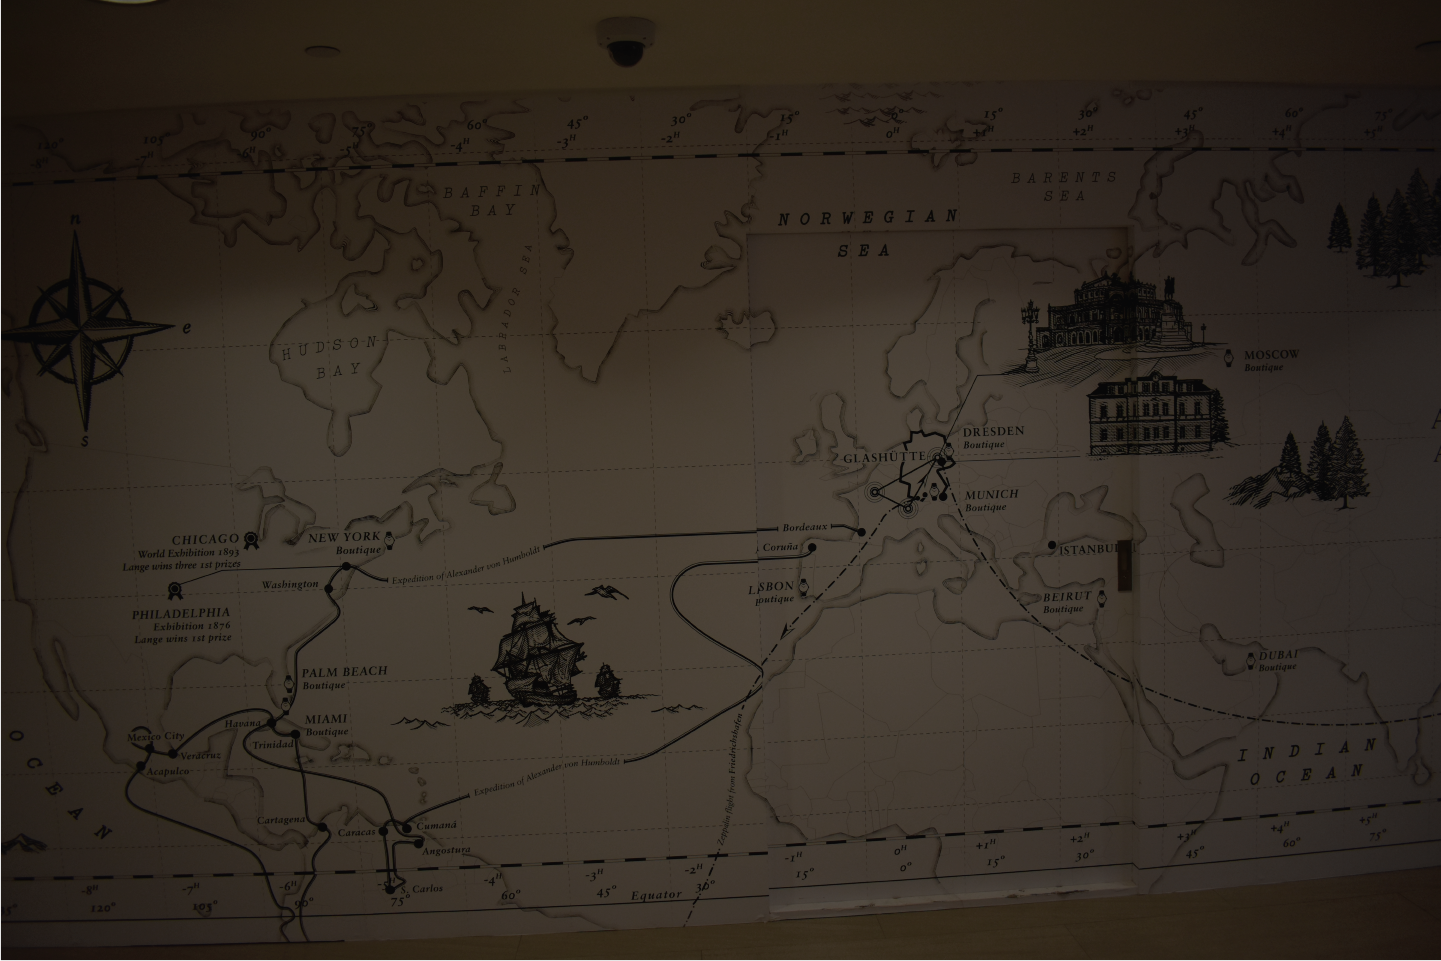 120° 105 90° 75° 60° 45° 30° 15° 0° 15° 30° 45° 60° 75°
-8ᴴ -7ᴴ -6ᴴ -5ᴴ -4ᴴ -3ᴴ -2ᴴ -1ᴴ 0ᴴ +1ᴴ +2ᴴ +3ᴴ +4ᴴ +5ᴴ
BAFFIN
BAY
BARENTS
SEA
NORWEGIAN
SEA
n
e
s
LABRADOR SEA
HUDSON
BAY
MOSCOW
Boutique
DRESDEN
Boutique
GLASHÜTTE
MUNICH
Boutique
CHICAGO
World Exhibition 1893
Lange wins three 1st prizes
NEW YORK
Boutique
Bordeaux
Coruña
ISTANBUL
Expedition of Alexander von Humboldt
Washington
PHILADELPHIA
Exhibition 1876
Lange wins 1st prize
LISBON
outique
BEIRUT
Boutique
DUBAI
Boutique
PALM BEACH
Boutique
Havana
MIAMI
Boutique
Trinidad
Mexico City
Veracruz
Acapulco
OCEAN
INDIAN
OCEAN
Expedition of Alexander von Humboldt
Zeppelin flight from Friedrichshafen
Cartagena
Caracas
Cumaná
Angostura
S. Carlos
-8ᴴ -7ᴴ -6ᴴ -5ᴴ -4ᴴ -3ᴴ -2ᴴ -1ᴴ 0ᴴ +1ᴴ +2ᴴ +3ᴴ +4ᴴ +5ᴴ
120° 105° 90° 75° 60° 45° 30° 15° 0° 15° 30° 45° 60° 75°
Equator